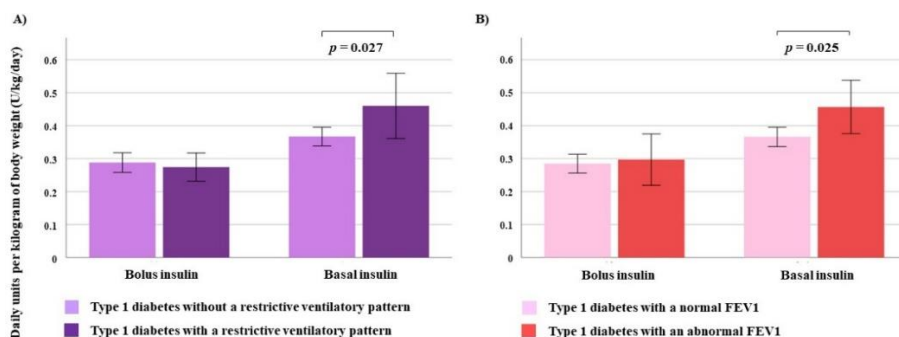 A)
Daily units per kilogram of body weight (U/kg/day)
p = 0.027
0.6
0.5
0.4
0.3
0.2
0.1
0
Bolus insulin Basal insulin
Type 1 diabetes without a restrictive ventilatory pattern
Type 1 diabetes with a restrictive ventilatory pattern
B)
p = 0.025
0.6
0.5
0.4
0.3
0.2
0.1
0
Bolus insulin Basal insulin
Type 1 diabetes with a normal FEV1
Type 1 diabetes with an abnormal FEV1